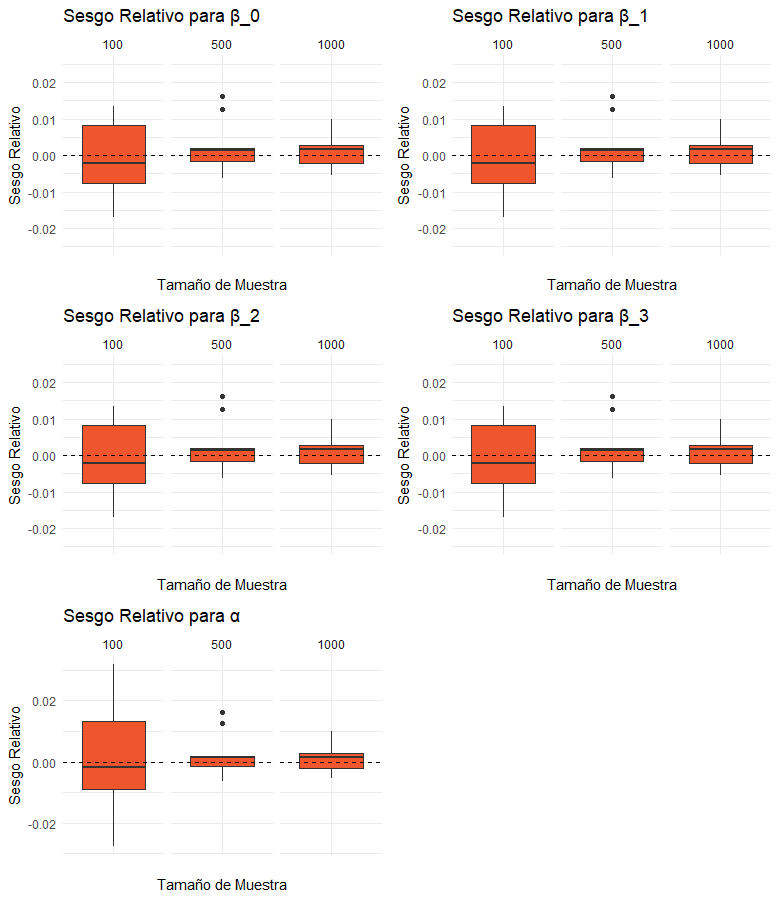 Sesgo Relativo para β_0
100 500 1000
0.02
0.01
0.00
-0.01
-0.02
Sesgo Relativo
Tamaño de Muestra
Sesgo Relativo para β_1
100 500 1000
0.02
0.01
0.00
-0.01
-0.02
Sesgo Relativo
Tamaño de Muestra
Sesgo Relativo para β_2
100 500 1000
0.02
0.01
0.00
-0.01
-0.02
Sesgo Relativo
Tamaño de Muestra
Sesgo Relativo para β_3
100 500 1000
0.02
0.01
0.00
-0.01
-0.02
Sesgo Relativo
Tamaño de Muestra
Sesgo Relativo para α
100 500 1000
0.02
0.00
-0.02
Sesgo Relativo
Tamaño de Muestra